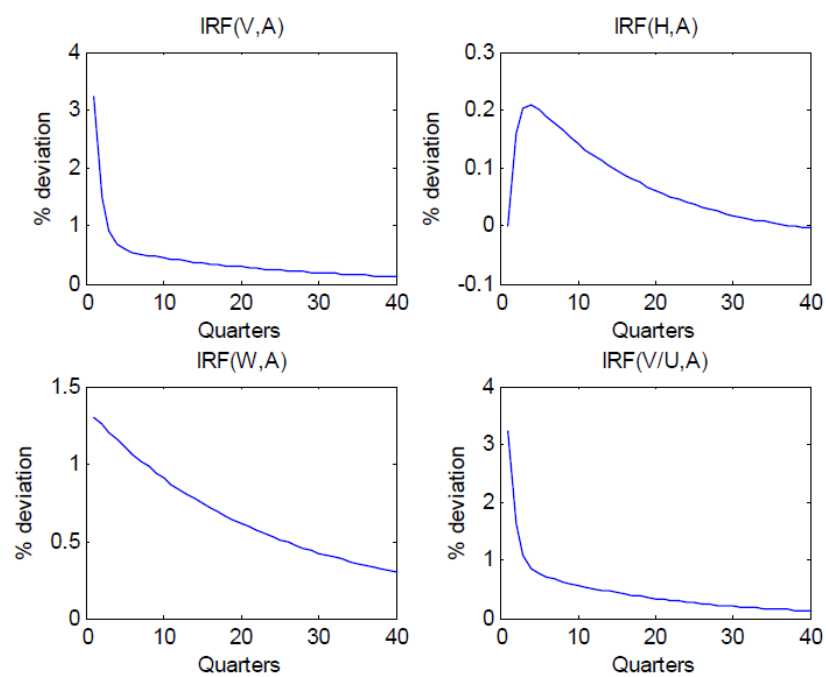 IRF(V,A)
4
3
2
1
0
% deviation
0 10 20 30 40
Quarters
IRF(H,A)
0.3
0.2
0.1
0
-0.1
% deviation
0 10 20 30 40
Quarters
IRF(W,A)
1.5
1
0.5
0
% deviation
0 10 20 30 40
Quarters
IRF(V/U,A)
4
3
2
1
0
% deviation
0 10 20 30 40
Quarters